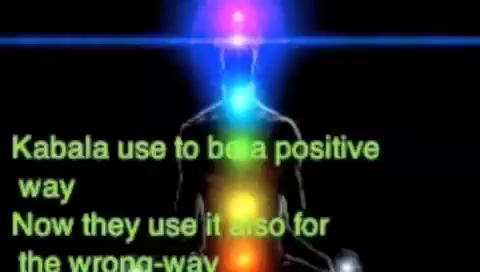 Kabala use to be a positive
way
Now they use it also for
the wrong-way